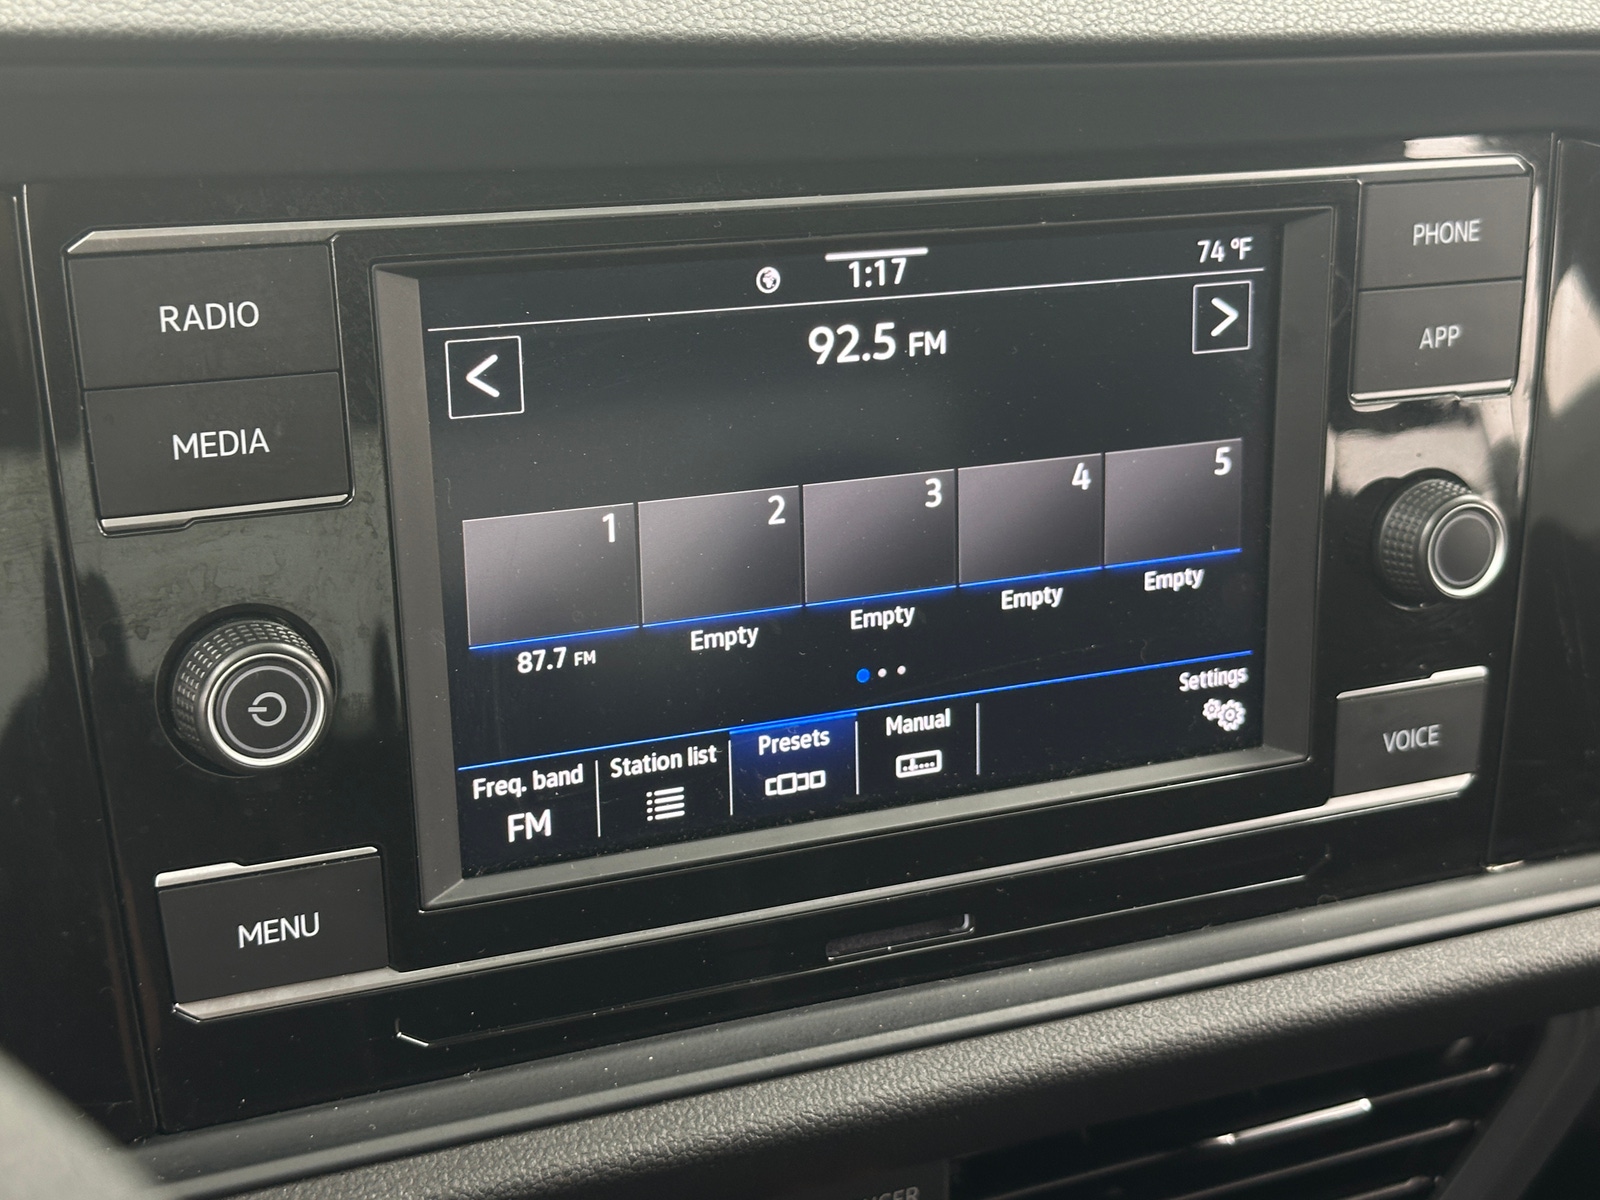 1:17
74 °F
92.5 FM
<
>
1
2
3
4
5
87.7 FM
Empty
Empty
Empty
Empty
Freq. band
FM
Station list
Presets
Manual
Settings
RADIO
MEDIA
MENU
PHONE
APP
VOICE